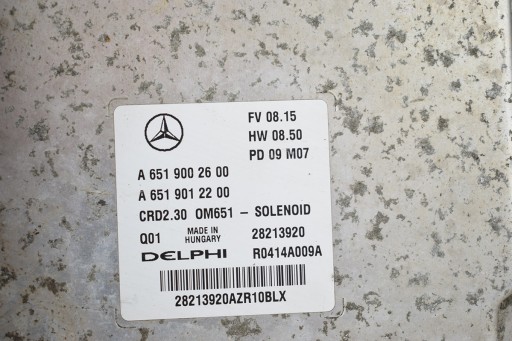 FV 08.15
HW 08.50
PD 09 M07
A 651 900 26 00
A 651 901 22 00
CRD2.30 OM651 – SOLENOID
Q01 MADE IN HUNGARY 28213920
DELPHI R0414A009A
28213920AZR10BLX